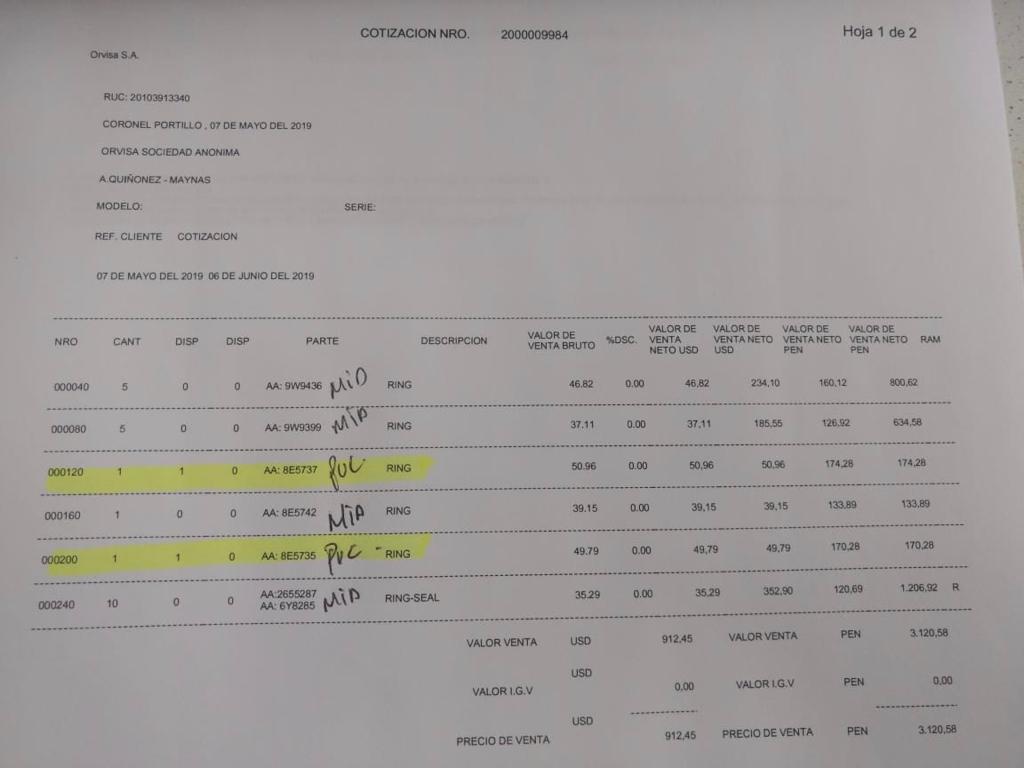 COTIZACION NRO. 2000009984 Hoja 1 de 2
Orvisa S.A.
RUC: 20103913340
CORONEL PORTILLO , 07 DE MAYO DEL 2019
ORVISA SOCIEDAD ANONIMA
A.QUIÑONEZ - MAYNAS
MODELO: SERIE:
REF. CLIENTE COTIZACION
07 DE MAYO DEL 2019 06 DE JUNIO DEL 2019
NRO CANT DISP DISP PARTE DESCRIPCION VALOR DE VENTA BRUTO %DSC. VALOR DE VENTA NETO USD VALOR DE VENTA NETO USD VALOR DE VENTA NETO PEN VALOR DE VENTA NETO PEN RAM
000040 5 0 0 AA: 9W9436 MIA RING 46.82 0.00 46,82 234,10 160,12 800,62
000080 5 0 0 AA: 9W9399 MIA RING 37.11 0.00 37,11 185,55 126,92 634,58
000120 1 1 0 AA: 8E5737 PUC RING 50.96 0.00 50,96 50,96 174,28 174,28
000160 1 0 0 AA: 8E5742 MIA RING 39.15 0.00 39,15 39,15 133,89 133,89
000200 1 1 0 AA: 8E5735 PUC RING 49.79 0.00 49,79 49,79 170,28 170,28
000240 10 0 0 AA:2655287 AA: 6Y8285 MIA RING-SEAL 35.29 0.00 35,29 352,90 120,69 1.206,92 R
VALOR VENTA USD 912,45 VALOR VENTA PEN 3.120,58
USD
VALOR I.G.V 0,00 VALOR I.G.V PEN 0,00
USD
PRECIO DE VENTA 912,45 PRECIO DE VENTA PEN 3.120,58